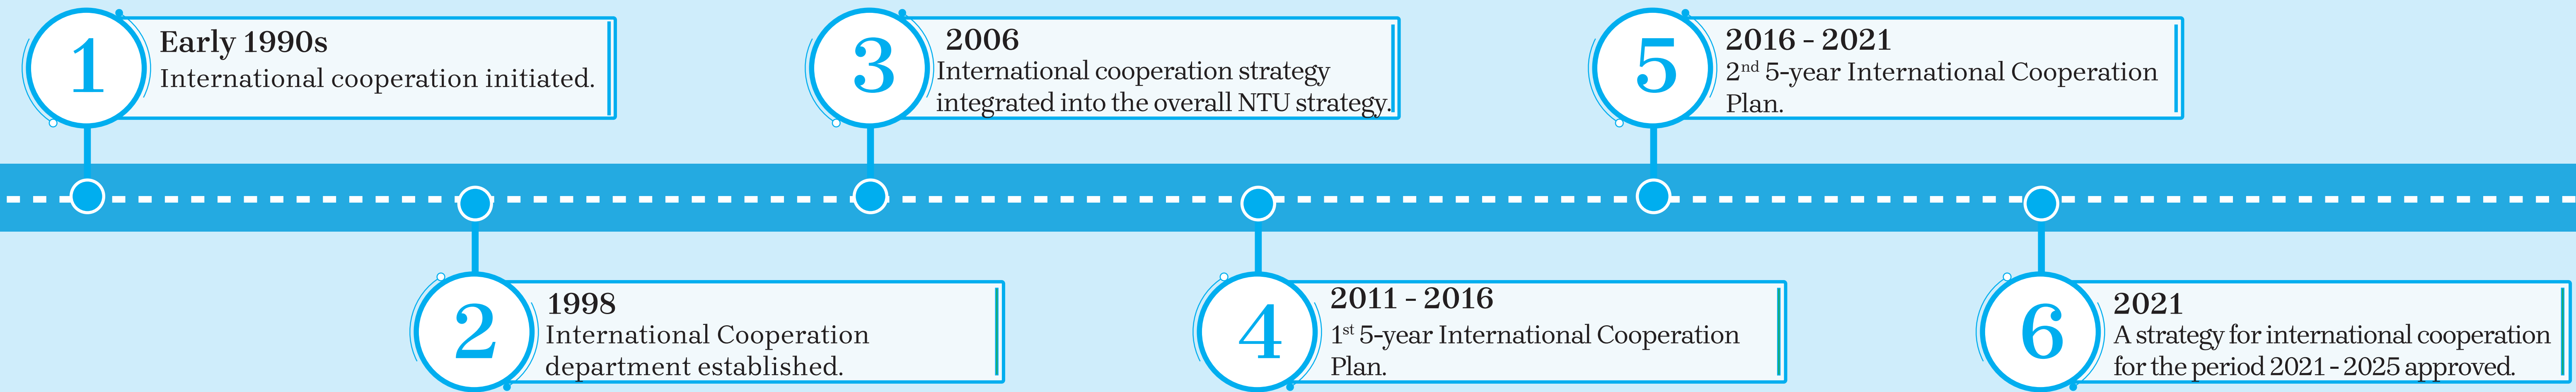 1
Early 1990s
International cooperation initiated.
2
1998
International Cooperation
department established.
3
2006
International cooperation strategy
integrated into the overall NTU strategy.
4
2011 - 2016
1st 5-year International Cooperation
Plan.
5
2016 - 2021
2nd 5-year International Cooperation
Plan.
6
2021
A strategy for international cooperation
for the period 2021 - 2025 approved.